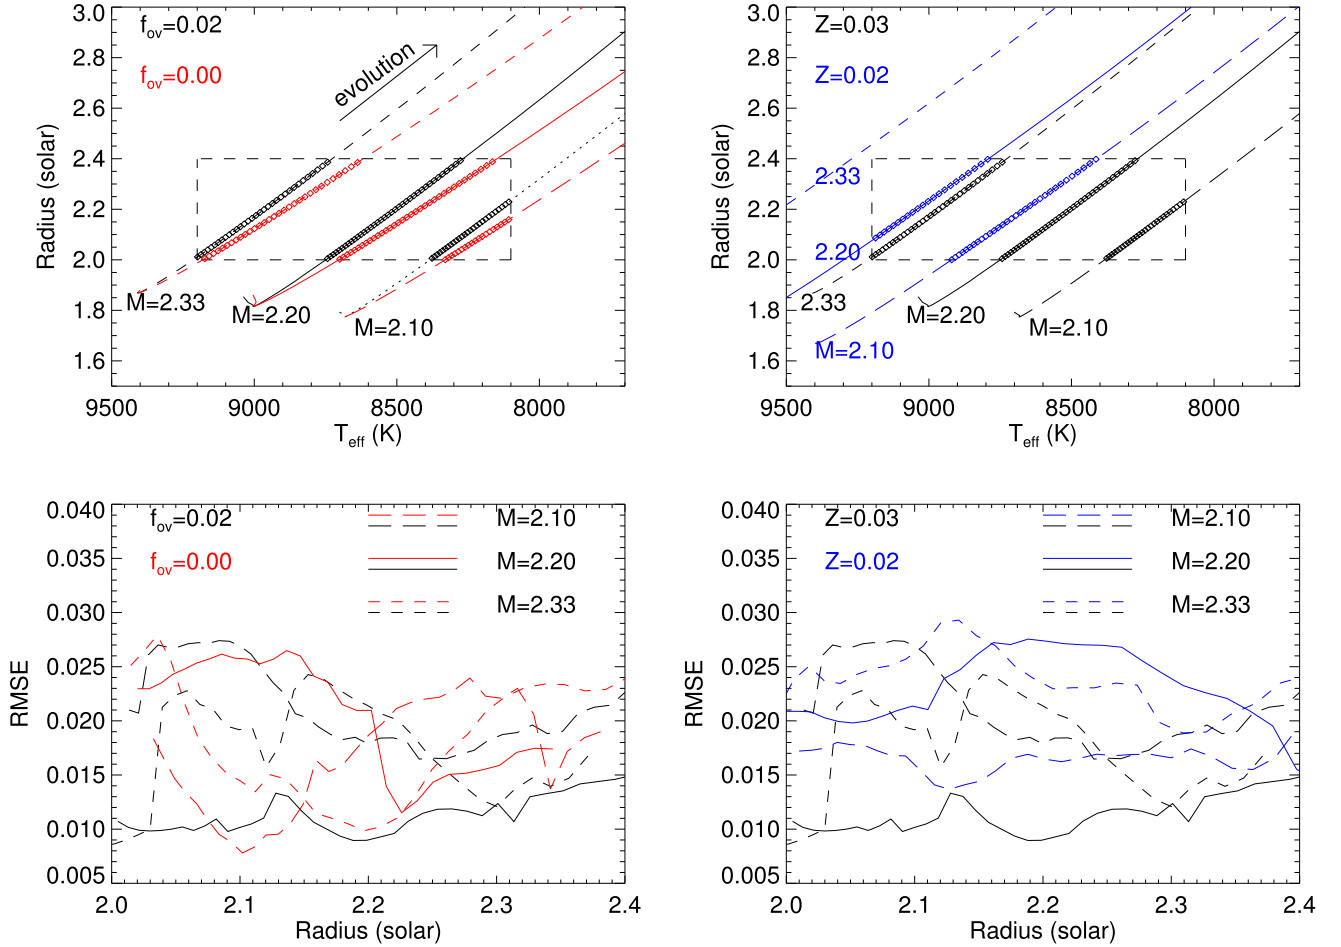 3.0
2.8
2.6
2.4
2.2
2.0
1.8
1.6
Radius (solar)
f_ov=0.02
f_ov=0.00
evolution
M=2.33
M=2.20
M=2.10
9500 9000 8500 8000
T_eff (K)
3.0
2.8
2.6
2.4
2.2
2.0
1.8
1.6
Radius (solar)
Z=0.03
Z=0.02
2.33
2.20
2.33
M=2.20
M=2.10
M=2.10
9500 9000 8500 8000
T_eff (K)
0.040
0.035
0.030
0.025
0.020
0.015
0.010
0.005
RMSE
f_ov=0.02
f_ov=0.00
M=2.10
M=2.20
M=2.33
2.0 2.1 2.2 2.3 2.4
Radius (solar)
0.040
0.035
0.030
0.025
0.020
0.015
0.010
0.005
RMSE
Z=0.03
Z=0.02
M=2.10
M=2.20
M=2.33
2.0 2.1 2.2 2.3 2.4
Radius (solar)